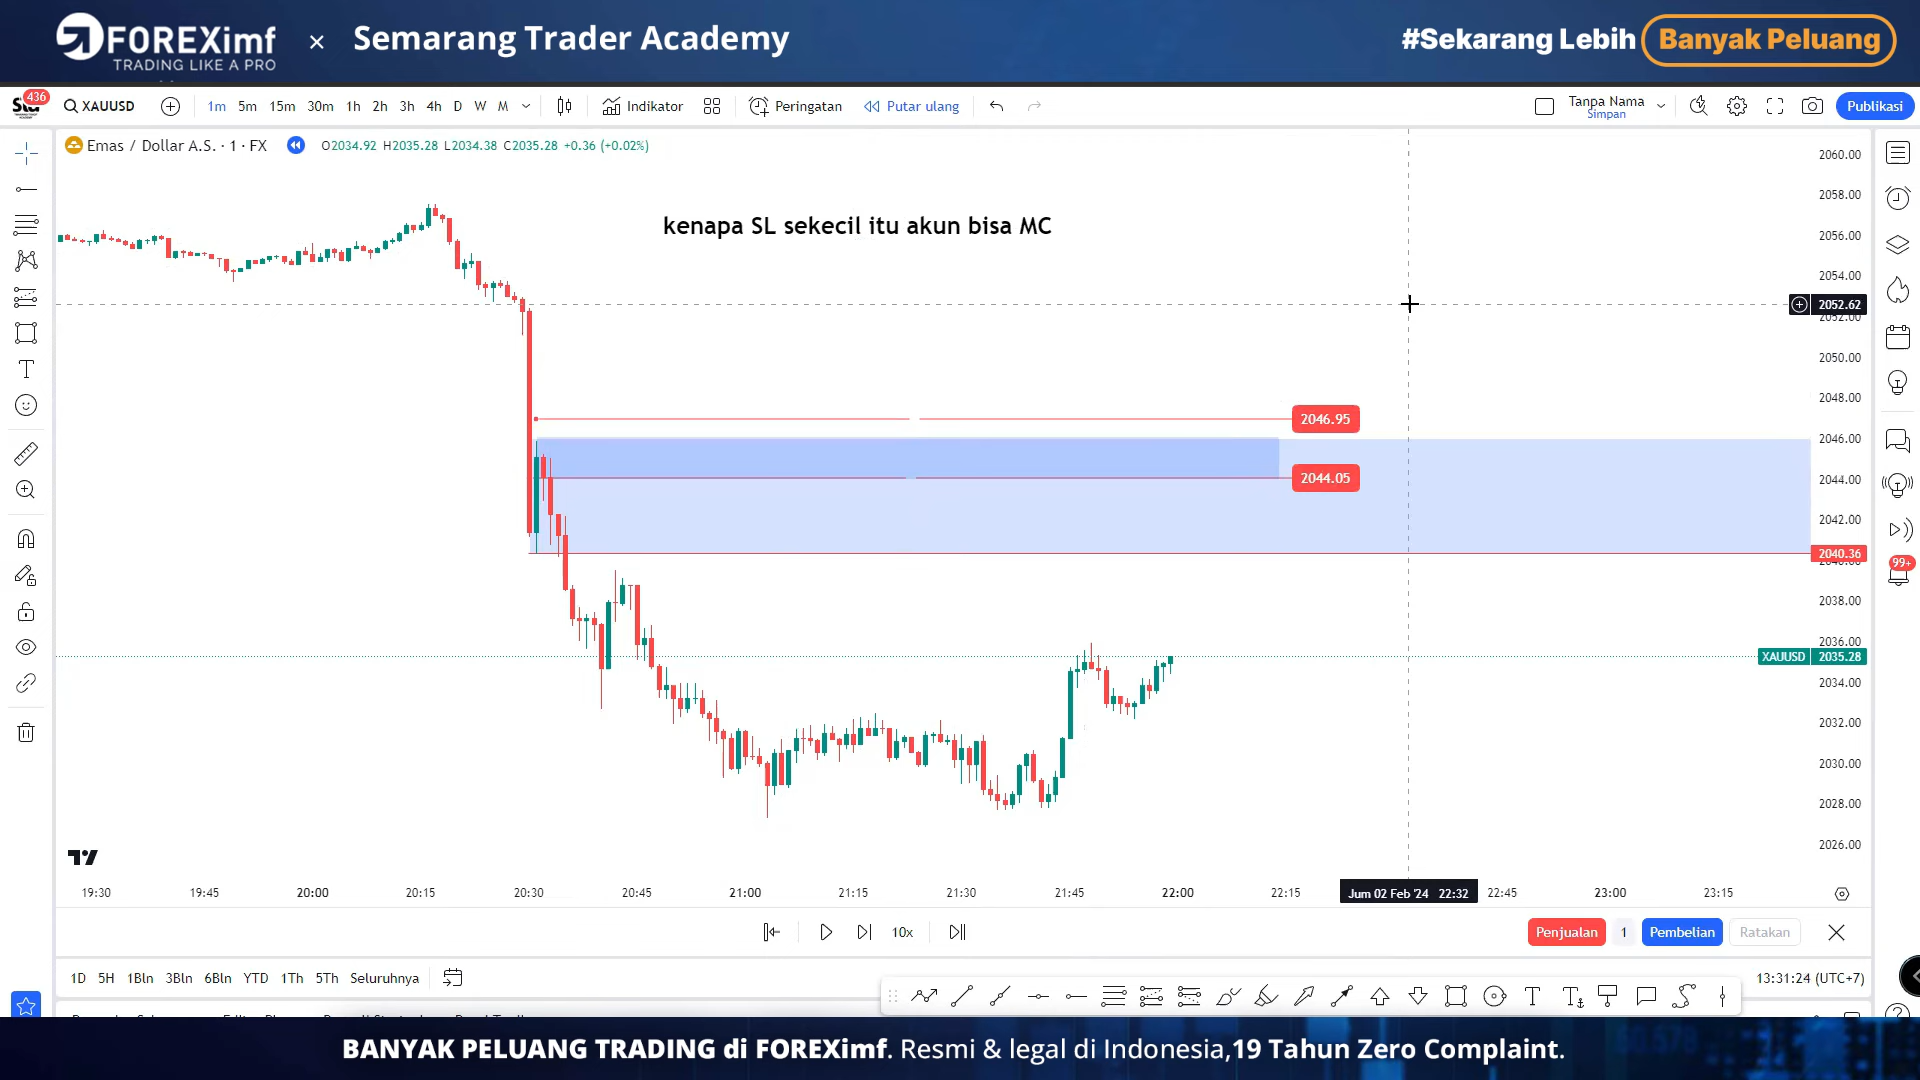 FOREXimf
TRADING LIKE A PRO
×
Semarang Trader Academy
#Sekarang Lebih Banyak Peluang
436
XAUUSD
1m 5m 15m 30m 1h 2h 3h 4h D W M
Indikator
Peringatan
Putar ulang
Tanpa Nama
Simpan
Publikasi
Emas / Dollar A.S. · 1 · FX
O2034.92 H2035.28 L2034.38 C2035.28 +0.36 (+0.02%)
kenapa SL sekecil itu akun bisa MC
2060.00
2058.00
2056.00
2054.00
2052.62
2052.00
2050.00
2048.00
2046.95
2046.00
2044.05
2044.00
2042.00
2040.36
2040.00
99+
2038.00
2036.00
XAUUSD 2035.28
2034.00
2032.00
2030.00
2028.00
2026.00
19:30 19:45 20:00 20:15 20:30 20:45 21:00 21:15 21:30 21:45 22:00 22:15 Jum 02 Feb '24 22:32 22:45 23:00 23:15
10x
Penjualan 1 Pembelian Ratakan
1D 5H 1Bln 3Bln 6Bln YTD 1Th 5Th Seluruhnya
13:31:24 (UTC+7)
BANYAK PELUANG TRADING di FOREXimf. Resmi & legal di Indonesia,19 Tahun Zero Complaint.